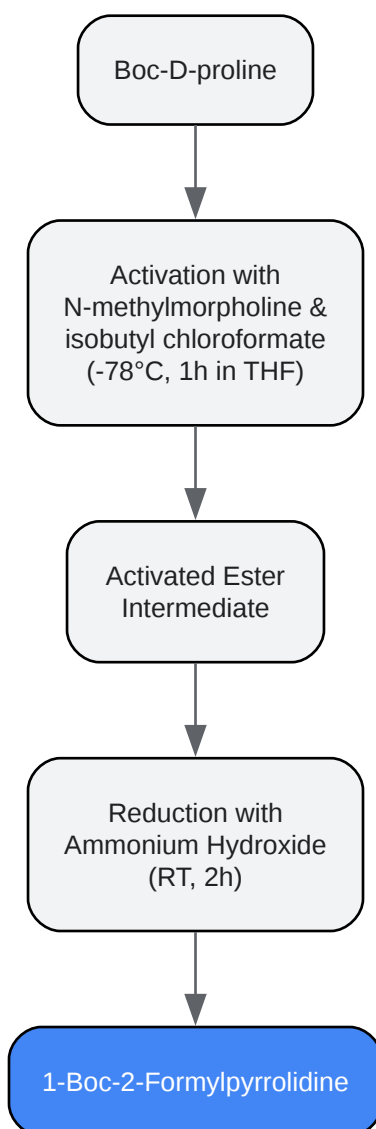 Boc-D-proline
Activation with
N-methylmorpholine &
isobutyl chloroformate
(-78°C, 1h in THF)
Activated Ester
Intermediate
Reduction with
Ammonium Hydroxide
(RT, 2h)
1-Boc-2-Formylpyrrolidine